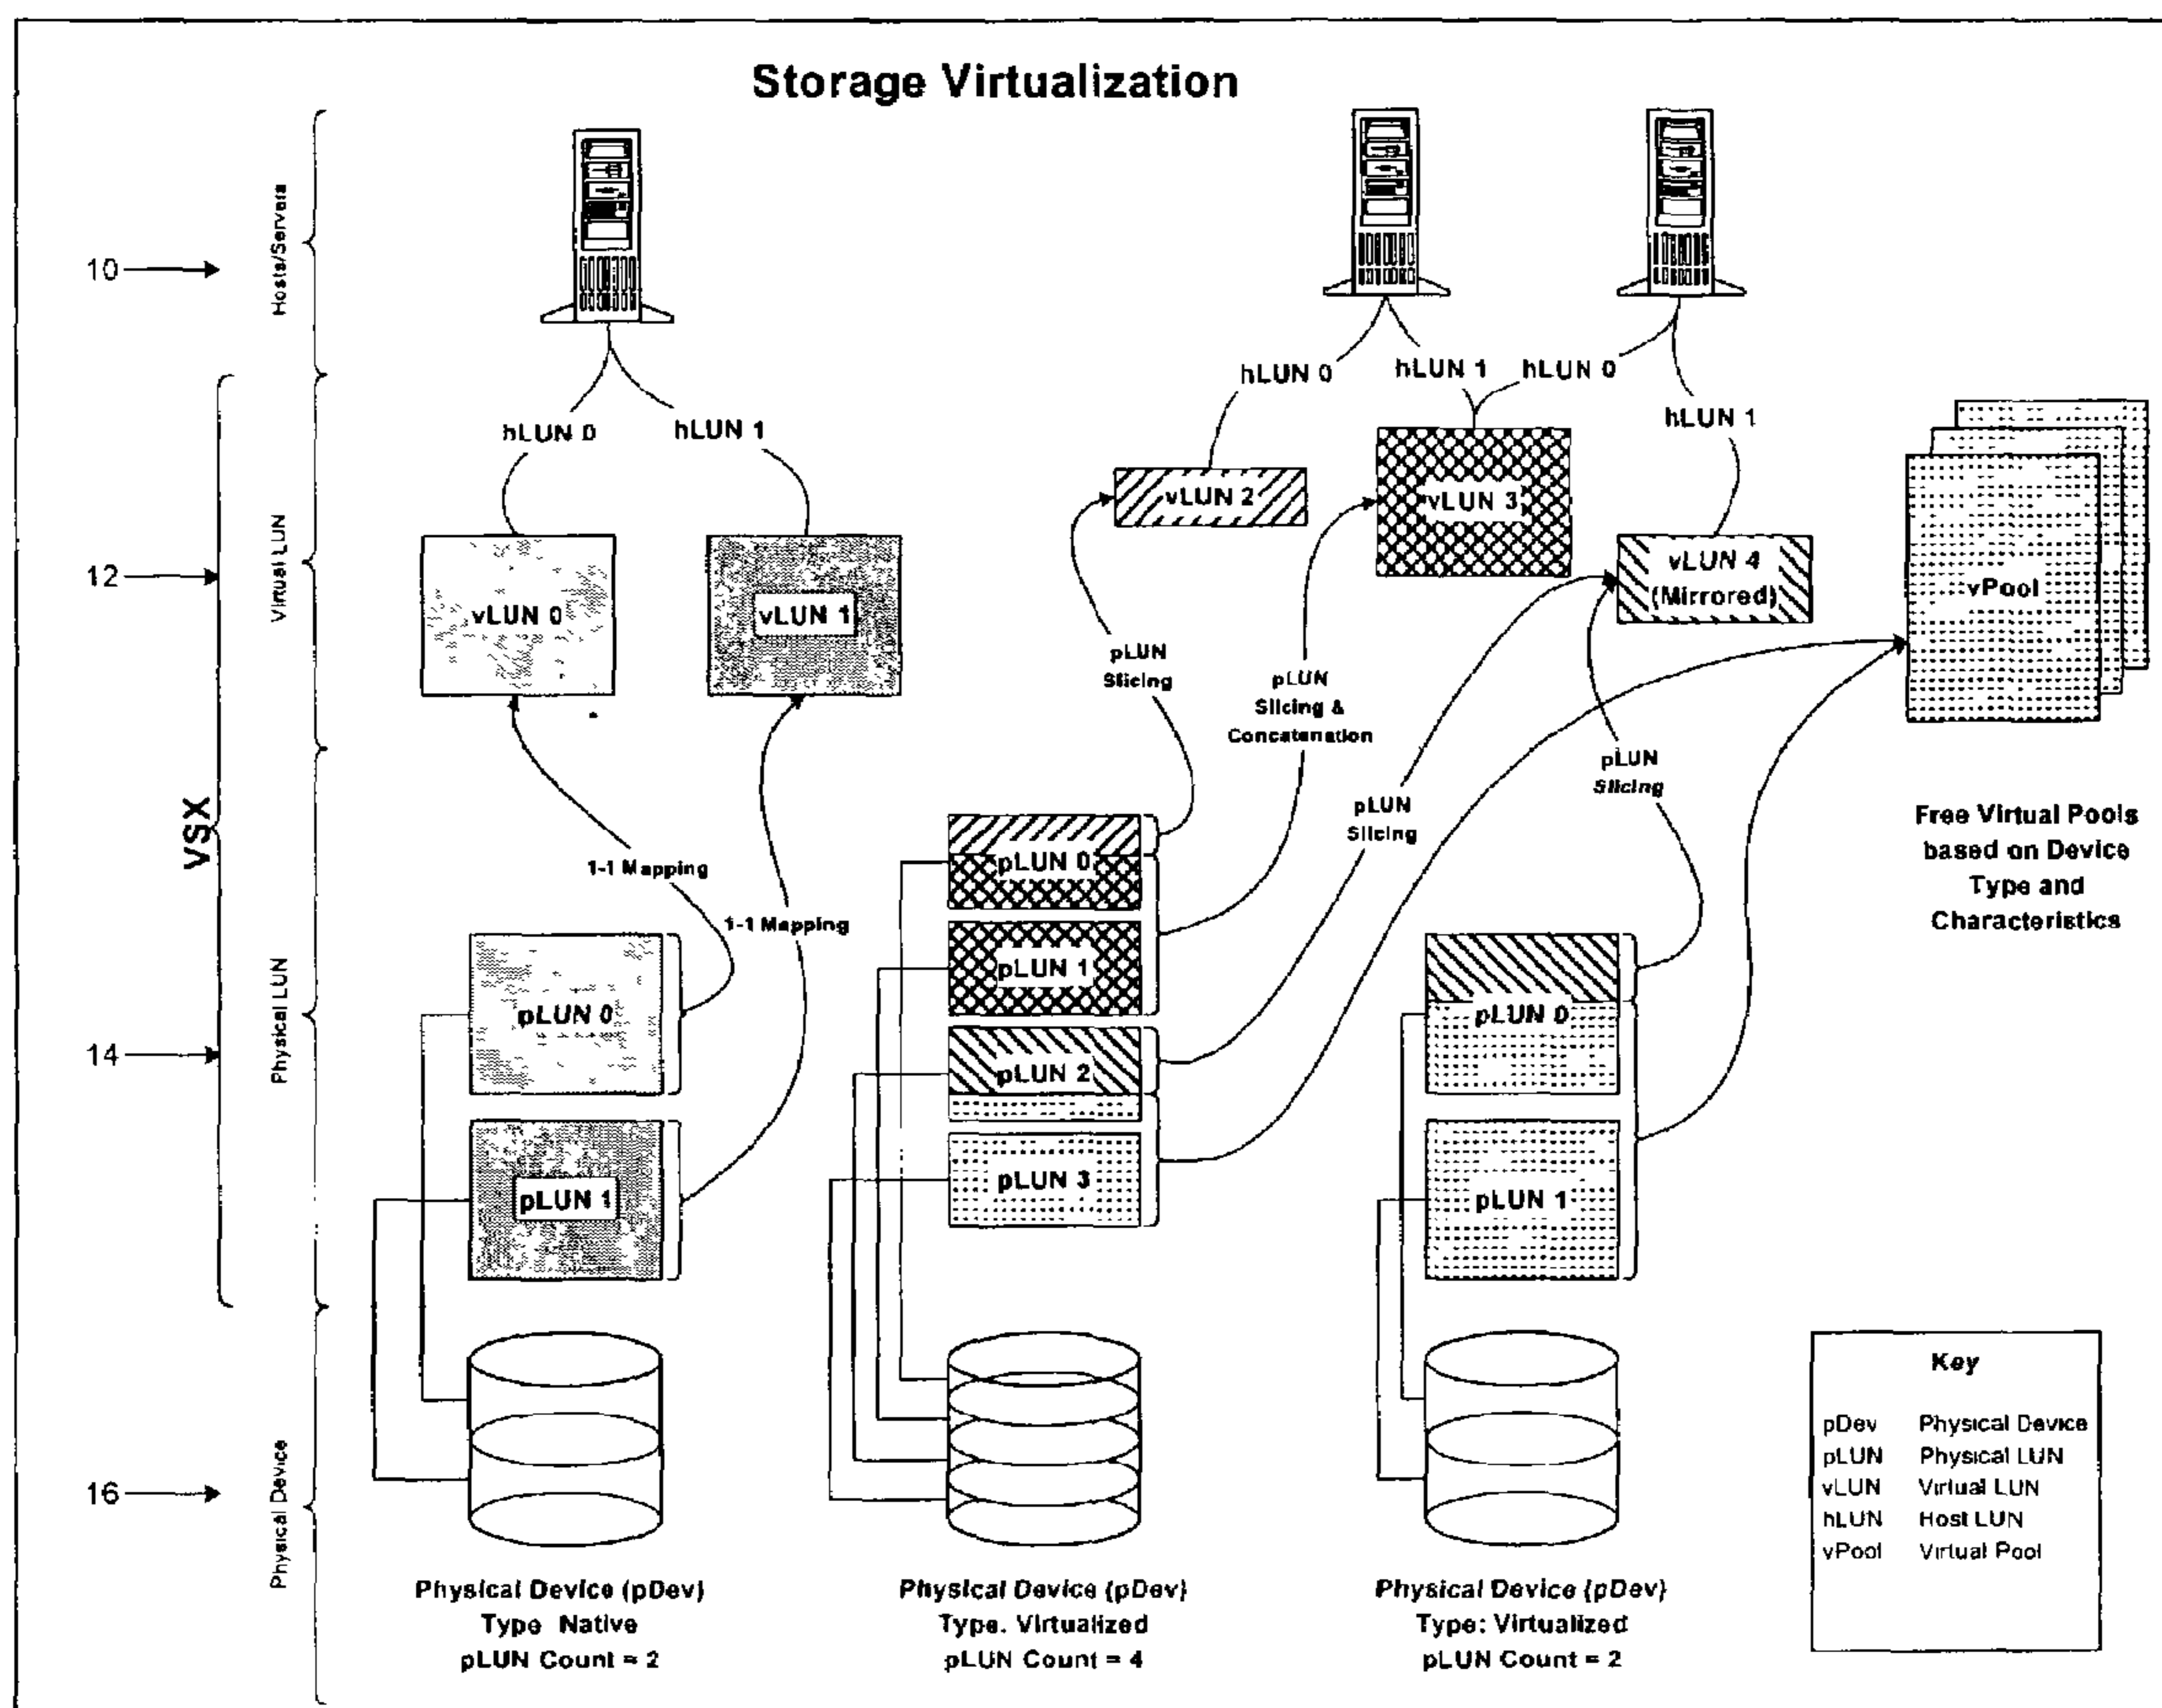 Storage Virtualization
10
Hosts/Serves
hLUN 0
hLUN 1
hLUN 0
hLUN 1
hLUN 0
hLUN 1
VSX
12
Virtual LUN
vLUN 0
vLUN 1
vLUN 2
vLUN 3
vLUN 4
(Mirrored)
vPool
pLUN
Slicing
pLUN
Slicing &
Concatenation
pLUN
Slicing
pLUN
Slicing
Free Virtual Pools
based on Device
Type and
Characteristics
1-1 Mapping
1-1 Mapping
14
Physical LUN
pLUN 0
pLUN 1
pLUN 0
pLUN 1
pLUN 2
pLUN 3
pLUN 0
pLUN 1
16
Physical Device
Physical Device (pDev)
Type Native
pLUN Count = 2
Physical Device (pDev)
Type. Virtualized
pLUN Count = 4
Physical Device (pDev)
Type: Virtualized
pLUN Count = 2
Key
pDev Physical Device
pLUN Physical LUN
vLUN Virtual LUN
hLUN Host LUN
vPool Virtual Pool